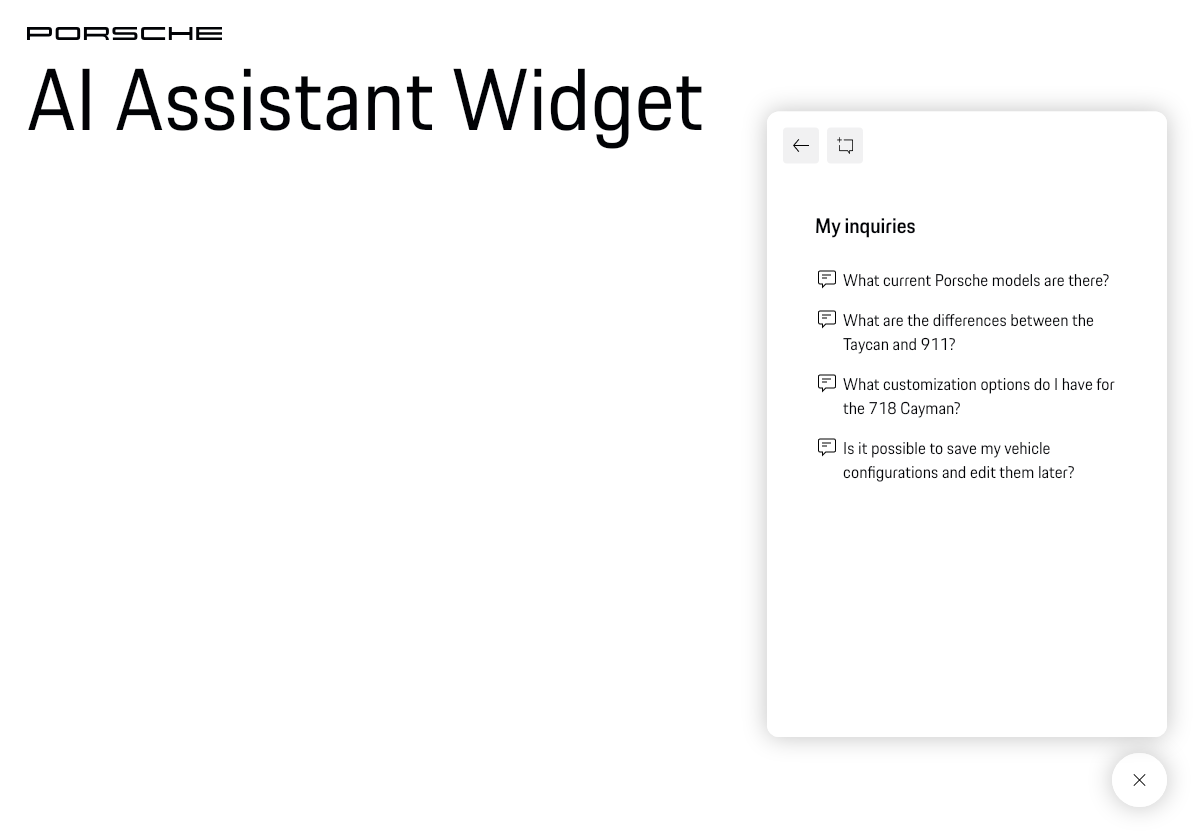 PORSCHE
AI Assistant Widget
My inquiries
What current Porsche models are there?
What are the differences between the
Taycan and 911?
What customization options do I have for
the 718 Cayman?
Is it possible to save my vehicle
configurations and edit them later?